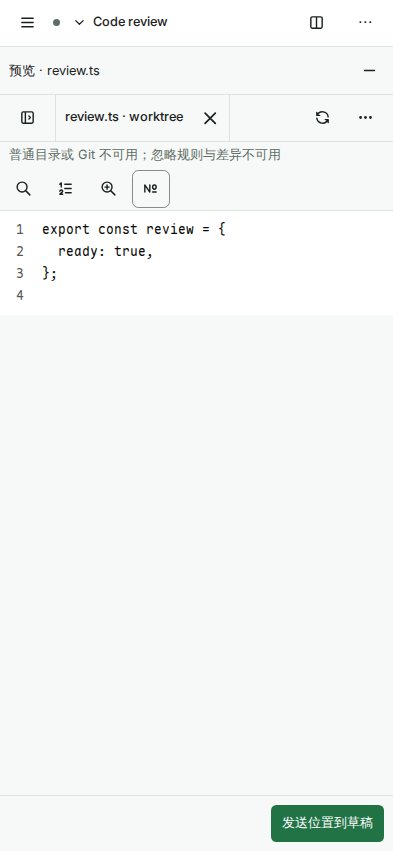 Code review
预览 · review.ts
review.ts · worktree
普通目录或 Git 不可用；忽略规则与差异不可用
№
1 export const review = {
2   ready: true,
3 };
4
发送位置到草稿